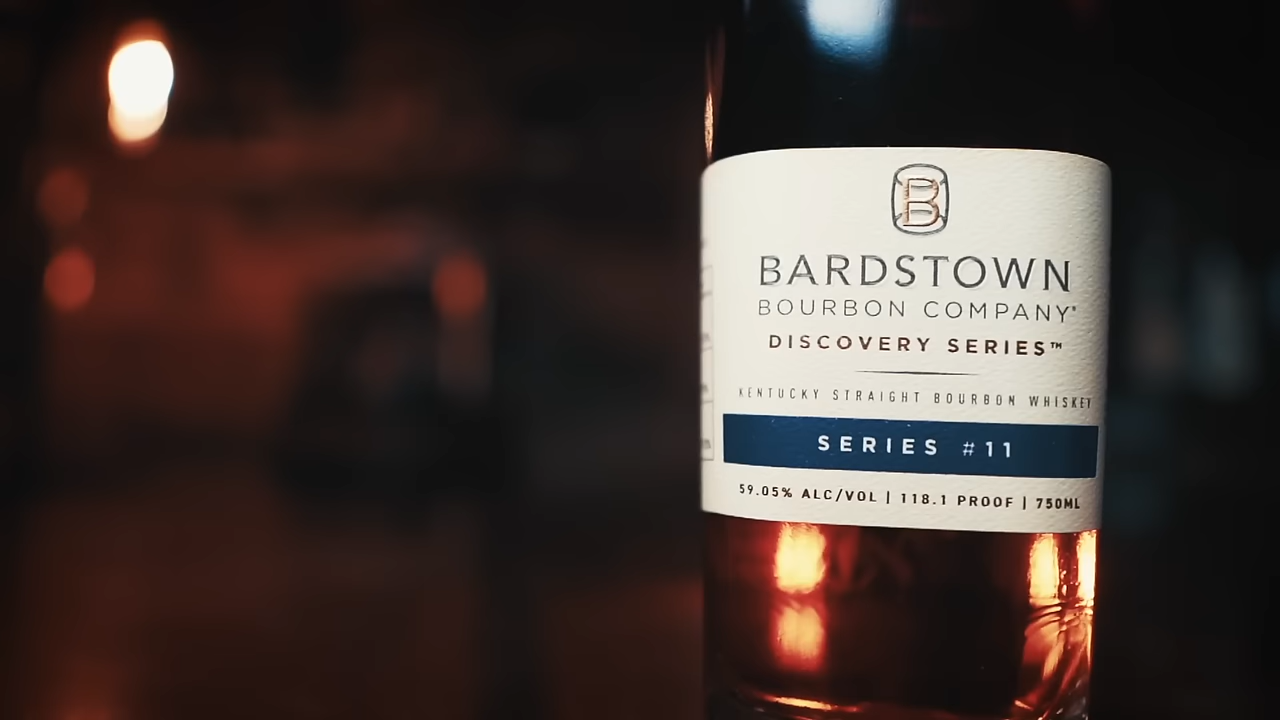 B
BARDSTOWN
BOURBON COMPANY®
DISCOVERY SERIES™
KENTUCKY STRAIGHT BOURBON WHISKEY
SERIES #11
59.05% ALC/VOL | 118.1 PROOF | 750ML